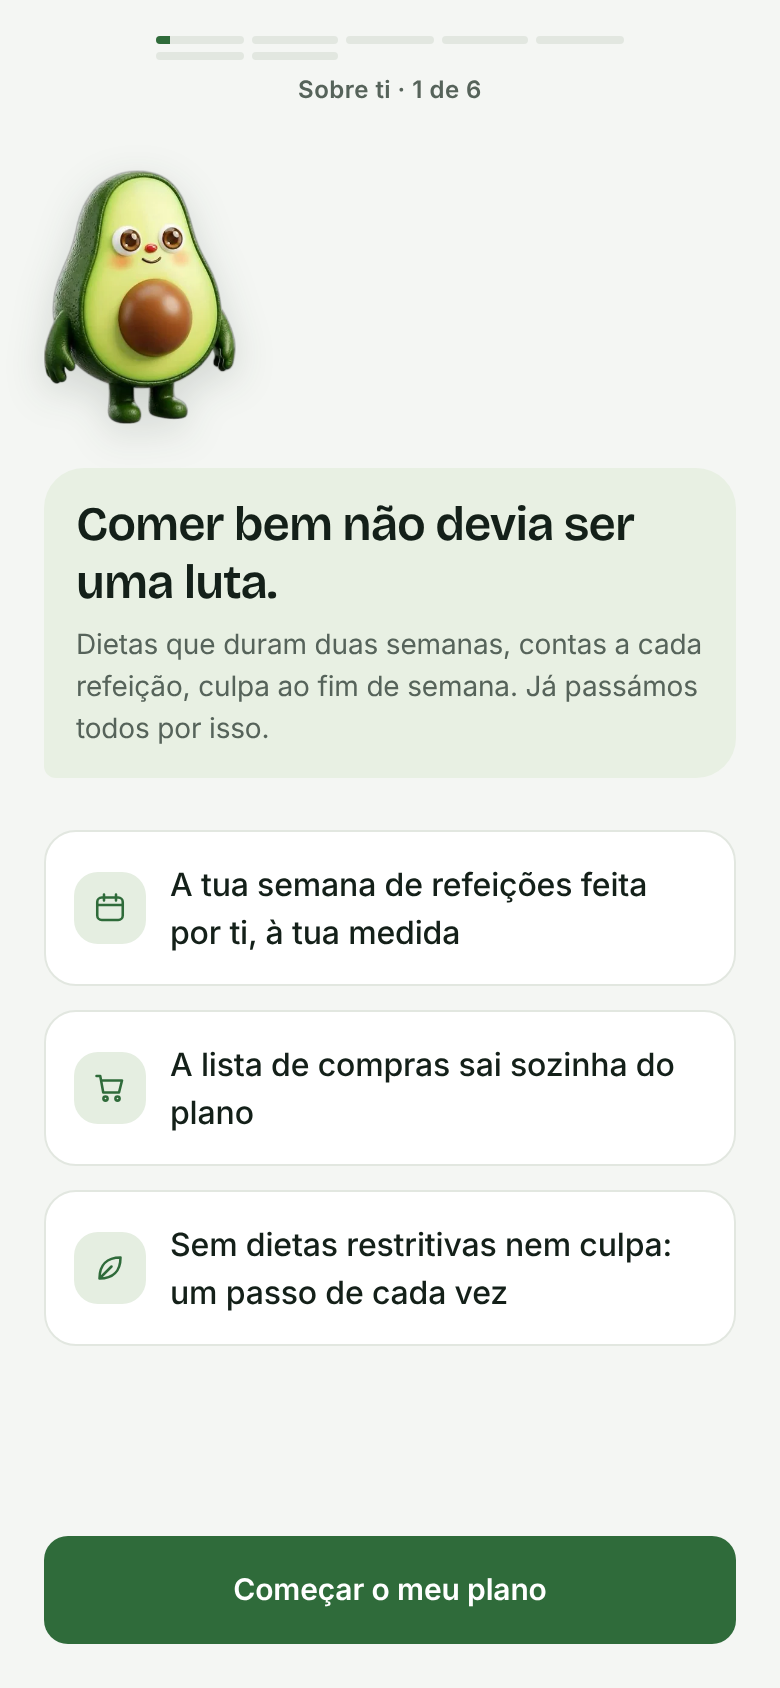 Sobre ti · 1 de 6
Comer bem não devia ser
uma luta.
Dietas que duram duas semanas, contas a cada
refeição, culpa ao fim de semana. Já passámos
todos por isso.
A tua semana de refeições feita
por ti, à tua medida
A lista de compras sai sozinha do
plano
Sem dietas restritivas nem culpa:
um passo de cada vez
Começar o meu plano